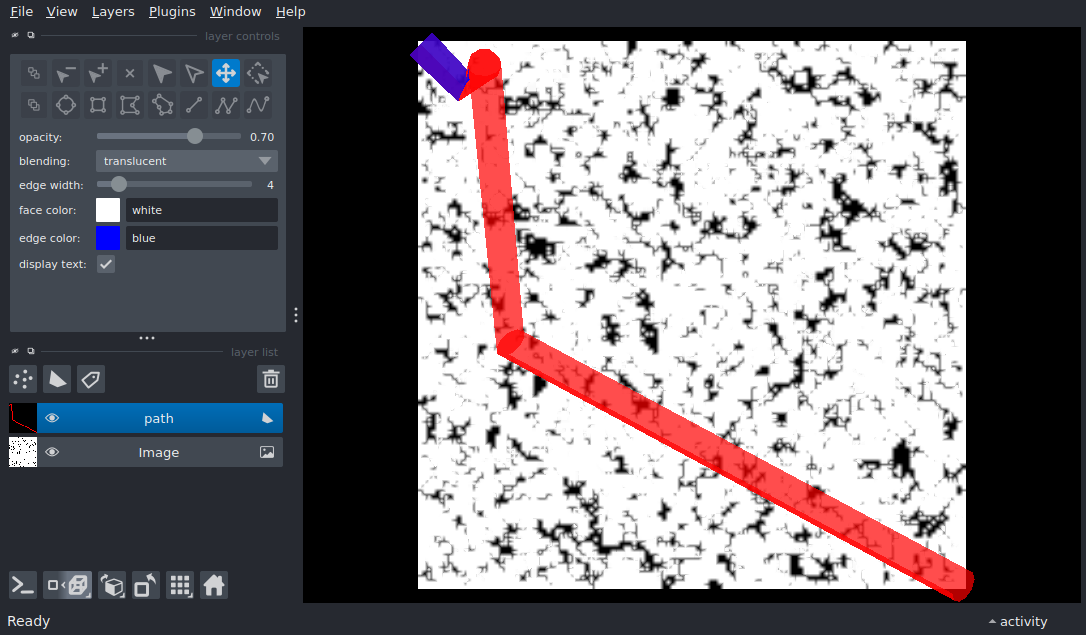 File View Layers Plugins Window Help
layer controls
opacity: 0.70
blending: translucent
edge width: 4
face color: white
edge color: blue
display text:
layer list
path
Image
Ready
activity